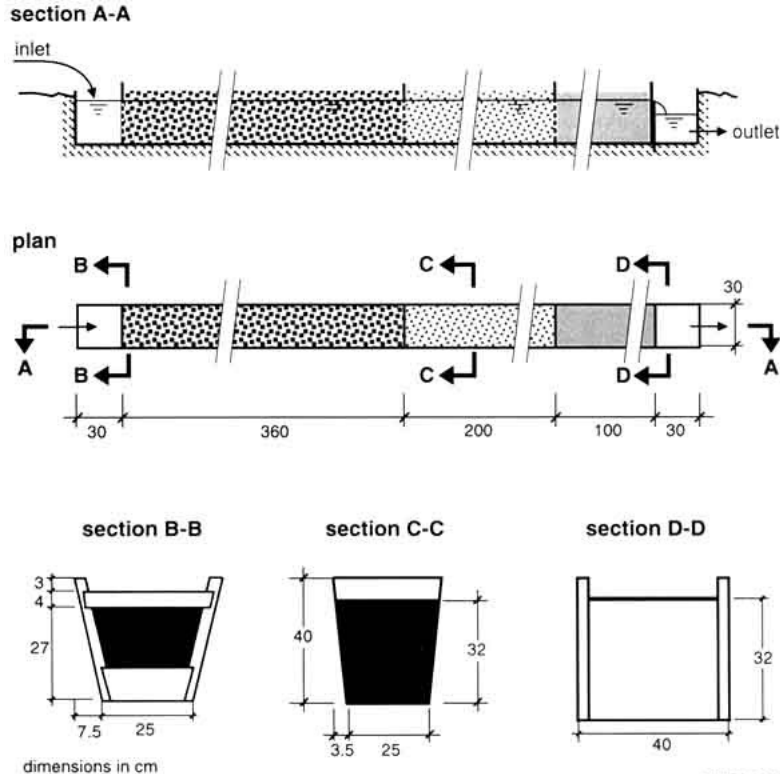 section A-A
inlet
outlet
plan
B
C
D
30
A
A
B
C
D
30
360
200
100
30
section B-B
section C-C
section D-D
3
4
27
40
32
32
7.5
25
3.5
25
40
dimensions in cm